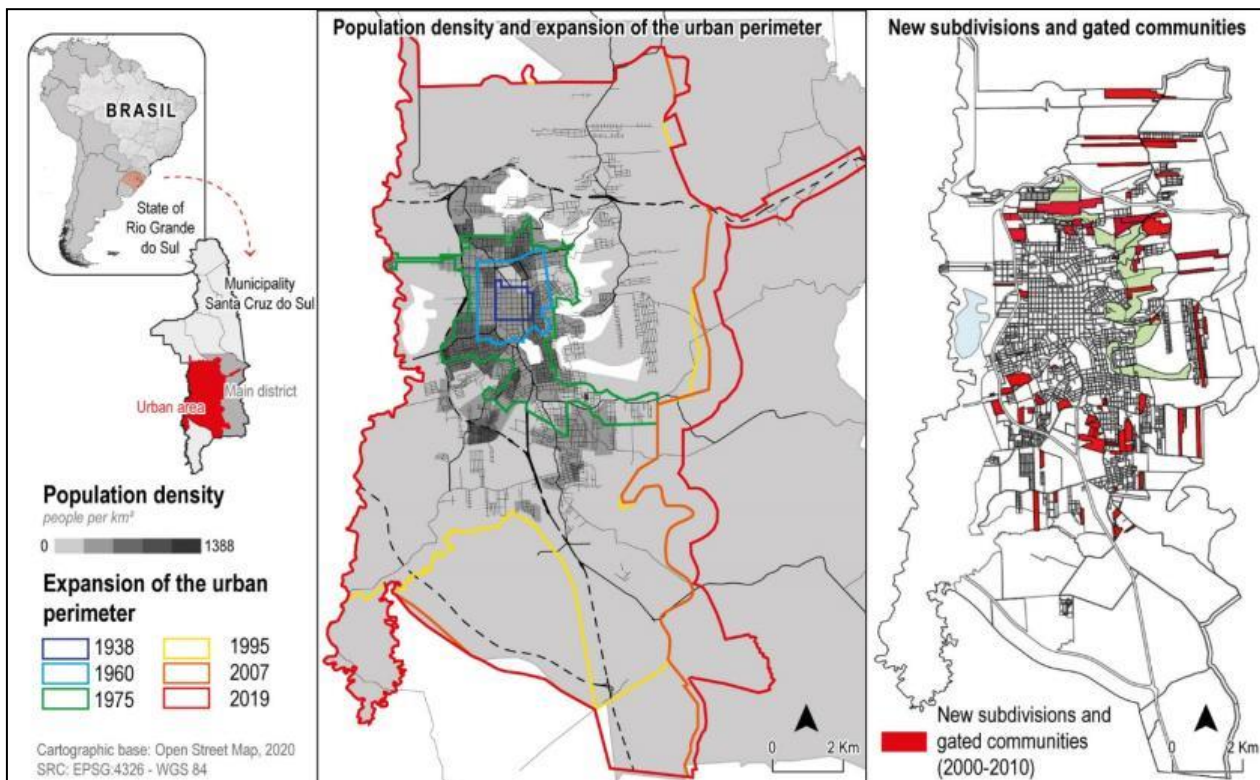 BRASIL
State of
Rio Grande
do Sul
Municipality
Santa Cruz do Sul
Main district
Urban area
Population density
people per km²
0 1388
Expansion of the urban
perimeter
1938 1995
1960 2007
1975 2019
Cartographic base: Open Street Map, 2020
SRC: EPSG:4326 - WGS 84
Population density and expansion of the urban perimeter
0 2 Km
New subdivisions and gated communities
New subdivisions and
gated communities
(2000-2010)
0 2 Km